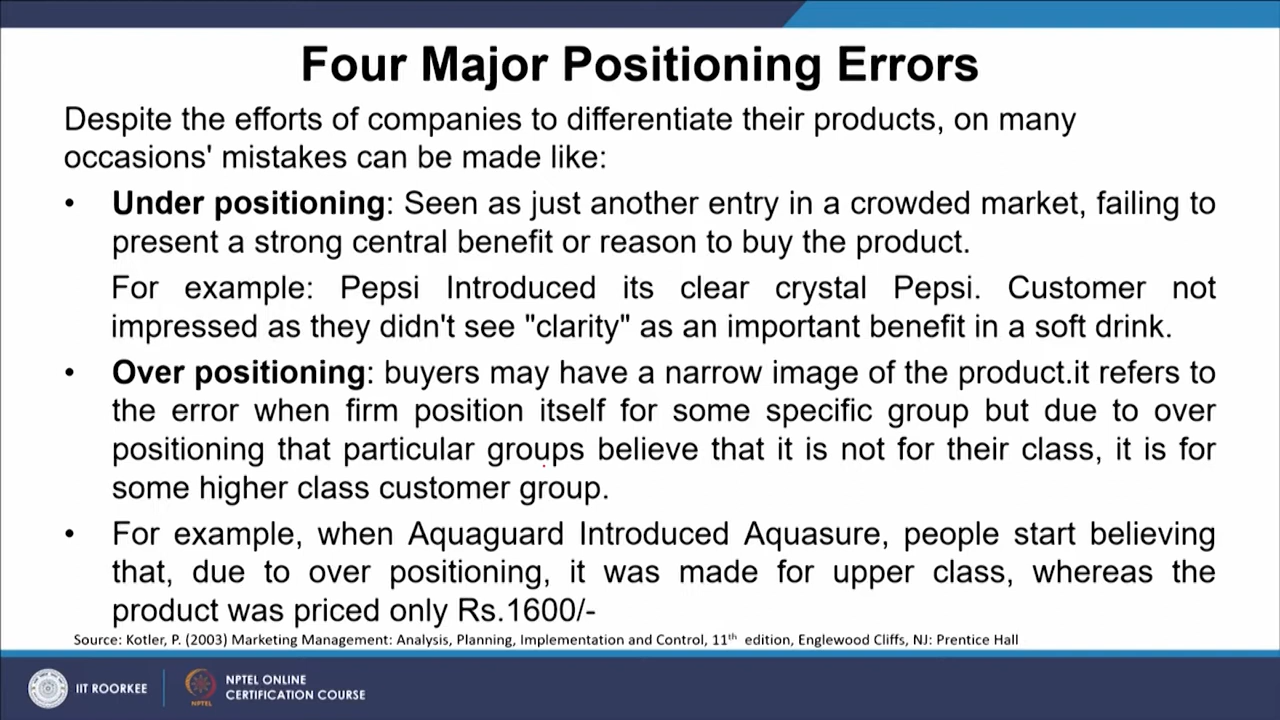 Four Major Positioning Errors
Despite the efforts of companies to differentiate their products, on many
occasions' mistakes can be made like:
• Under positioning: Seen as just another entry in a crowded market, failing to
present a strong central benefit or reason to buy the product.
For example: Pepsi Introduced its clear crystal Pepsi. Customer not
impressed as they didn't see "clarity" as an important benefit in a soft drink.
• Over positioning: buyers may have a narrow image of the product.it refers to
the error when firm position itself for some specific group but due to over
positioning that particular groups believe that it is not for their class, it is for
some higher class customer group.
• For example, when Aquaguard Introduced Aquasure, people start believing
that, due to over positioning, it was made for upper class, whereas the
product was priced only Rs.1600/-
Source: Kotler, P. (2003) Marketing Management: Analysis, Planning, Implementation and Control, 11th edition, Englewood Cliffs, NJ: Prentice Hall
IIT ROORKEE
NPTEL
NPTEL ONLINE
CERTIFICATION COURSE